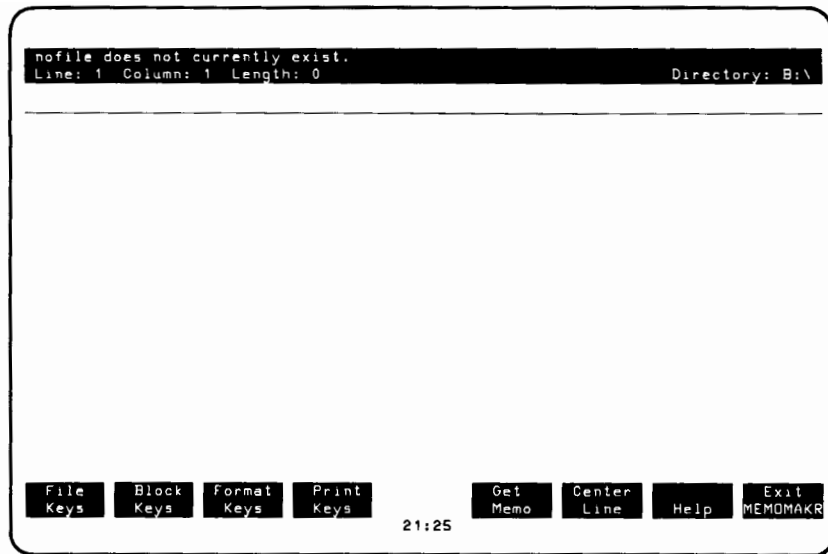 nofile does not currently exist.
Line: 1 Column: 1 Length: 0 Directory: B:\
File Block Format Print Get Center Exit
Keys Keys Keys Keys Memo Line Help MEMOMAKR
21:25